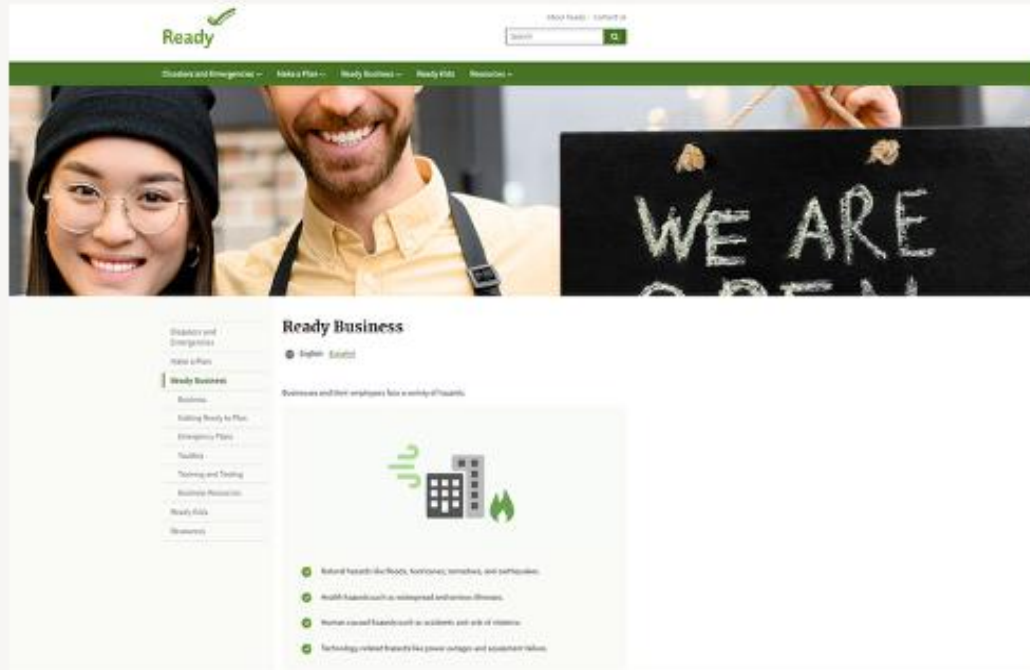 Ready
About Ready Contact Us
Search
Disasters and Emergencies Make a Plan Ready Business Ready Kids Resources
WE ARE
OPEN
Ready Business
English Español
Businesses and their employees face a variety of hazards.
Disasters and
Emergencies
Make a Plan
Ready Business
Business
Getting Ready to Plan
Emergency Plans
Toolkits
Training and Testing
Business Resources
Ready Kids
Resources
Natural hazards like floods, hurricanes, tornadoes, and earthquakes.
Health hazards such as widespread and serious illnesses.
Human-caused hazards such as accidents and acts of violence.
Technology-related hazards like power outages and equipment failure.